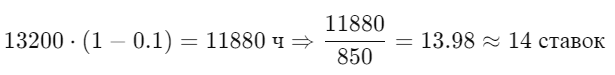 13200 · (1 − 0.1) = 11880 ч ⇒ 11880/850 = 13.98 ≈ 14 ставок